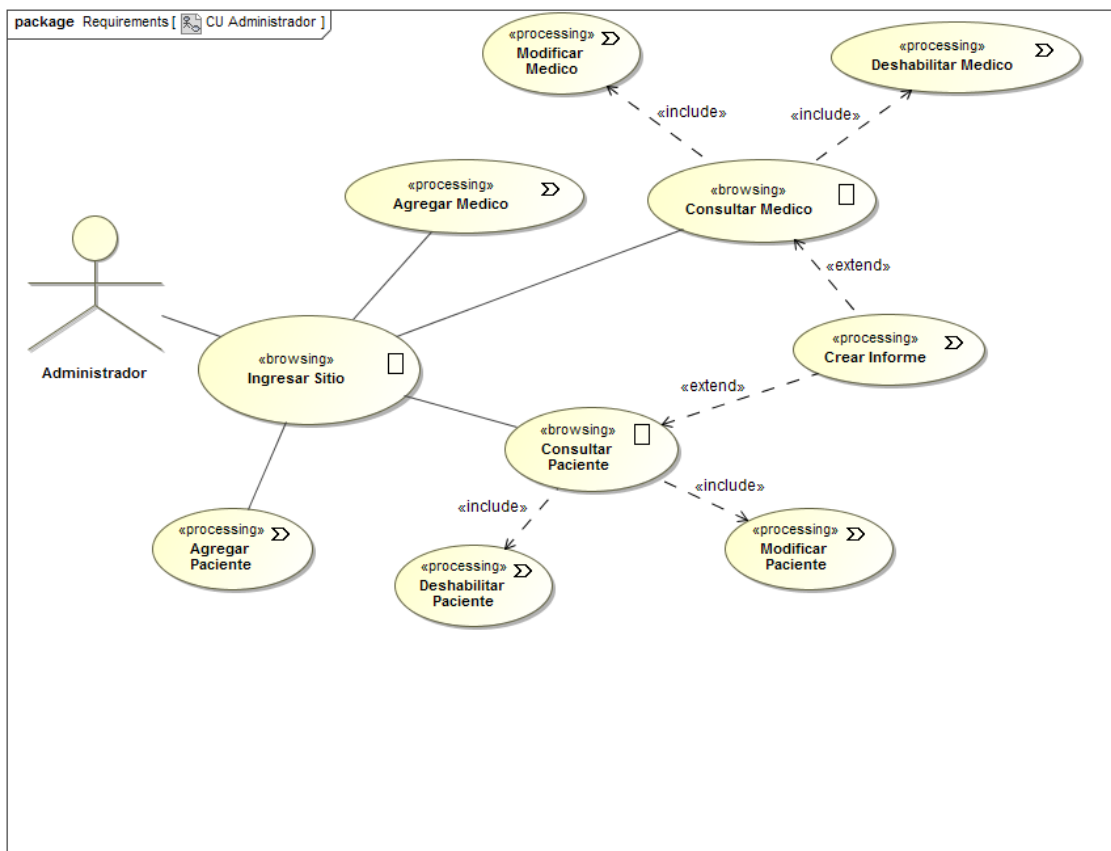 package Requirements [ CU Administrador ]
«processing»
Modificar
Medico
«processing»
Deshabilitar Medico
«include»
«include»
«processing»
Agregar Medico
«browsing»
Consultar Medico
«extend»
«processing»
Crear Informe
Administrador
«browsing»
Ingresar Sitio
«extend»
«browsing»
Consultar
Paciente
«include»
«include»
«processing»
Agregar
Paciente
«processing»
Deshabilitar
Paciente
«processing»
Modificar
Paciente